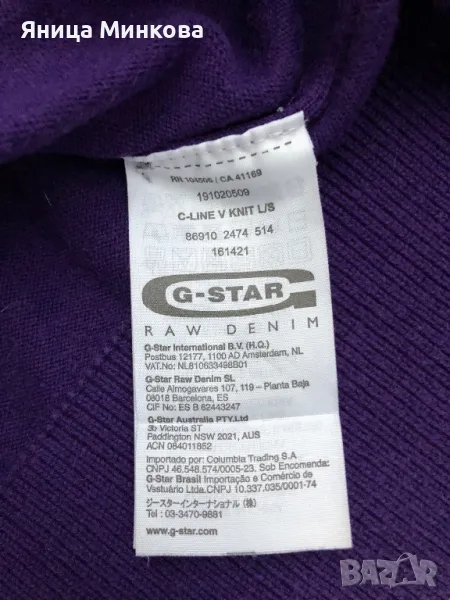 Яница Минкова
RN 104506 / CA 41169
191020509
C-LINE V KNIT L/S
86910 2474 514
161421
G-STAR
RAW DENIM
G-Star International B.V. (H.Q.)
Postbus 12177, 1100 AD Amsterdam, NL
VAT.No: NL810633498B01
G-Star Raw Denim SL
Calle Almogavares 107, 119 – Planta Baja
08018 Barcelona, ES
CIF No: ES B 62443247
G-Star Australia PTY.Ltd
3b Victoria ST
Paddington NSW 2021, AUS
ACN 084011852
Importado por: Columbia Trading S.A
CNPJ 46.548.574/0005-23. Sob Encomenda:
G-Star Brasil Importação e Comércio de
Vestuário Ltda.CNPJ 10.337.035/0001-74
ジースターインターナショナル (株)
Tel : 03-3470-9881
www.g-star.com
BAZAR